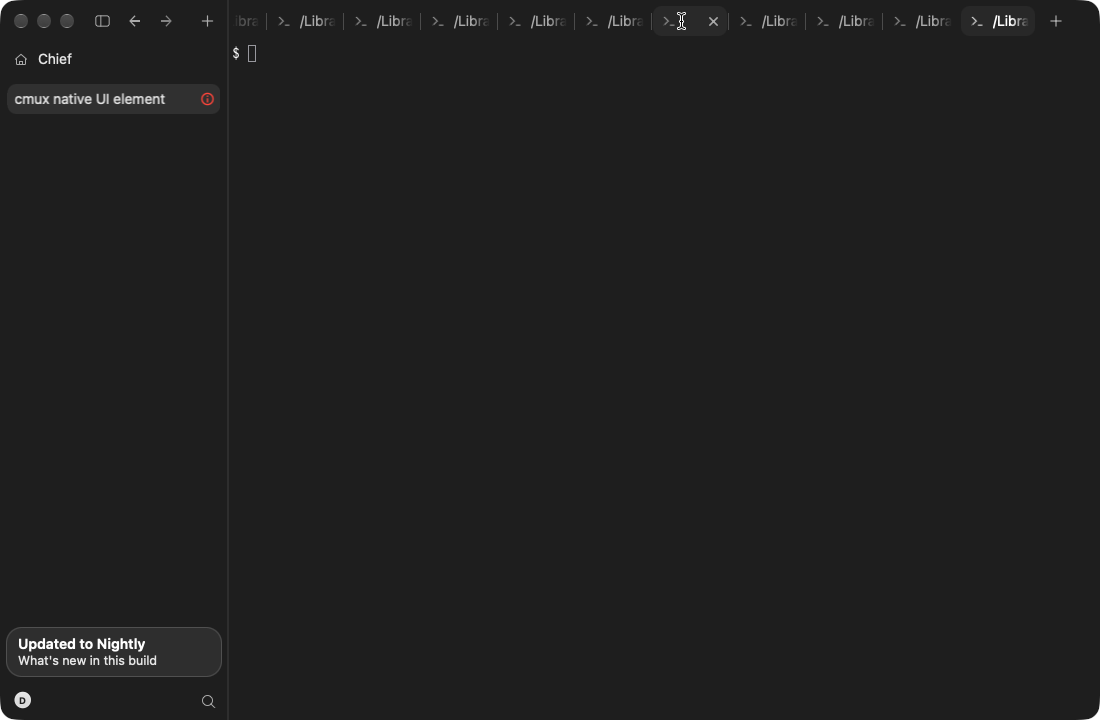 ibra
>_ /Libra
>_ /Libra
>_ /Libra
>_ /Libra
>_ /Libra
>_
>_ /Libra
>_ /Libra
>_ /Libra
>_ /Libra
Chief
$
cmux native UI element
Updated to Nightly
What's new in this build
D